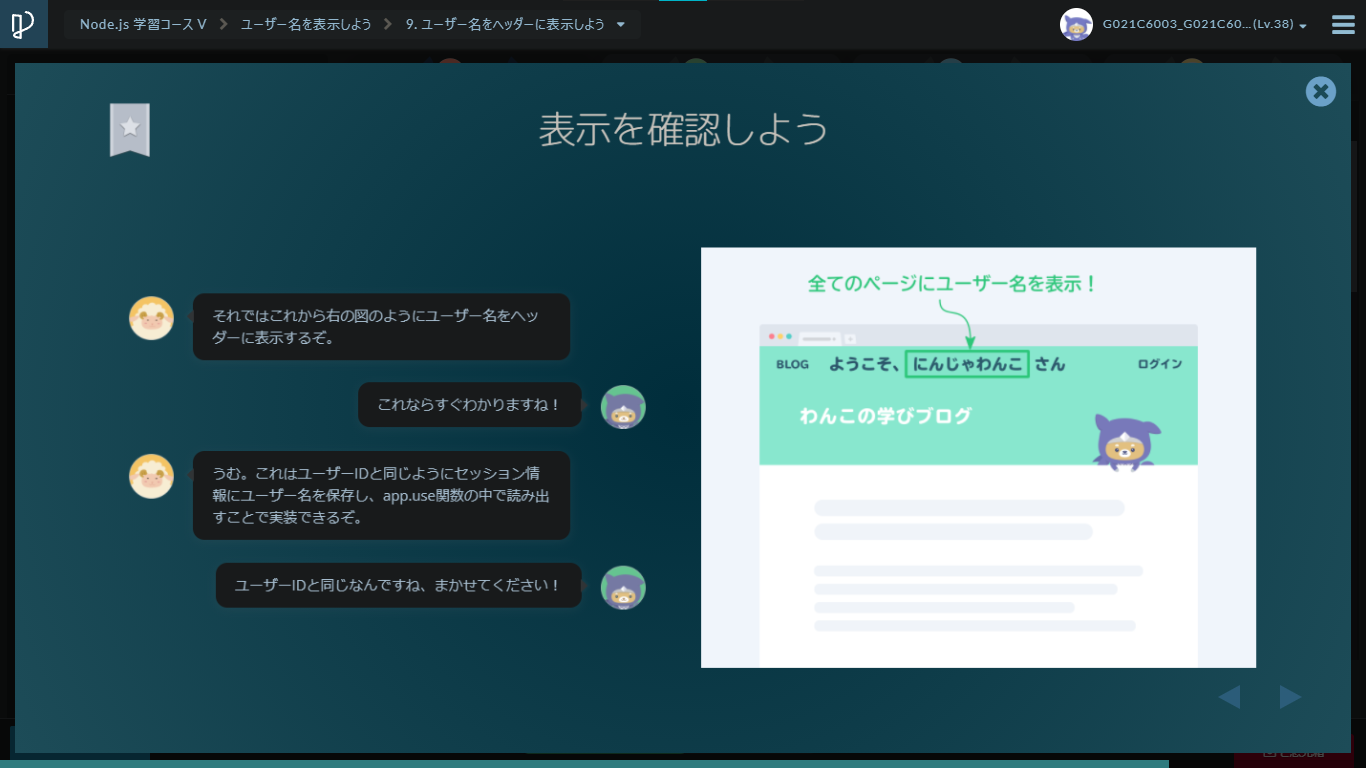 Node.js 学習コース V
ユーザー名を表示しよう
9. ユーザー名をヘッダーに表示しよう
G021C6003_G021C60...(Lv.38)
表示を確認しよう
それではこれから右の図のようにユーザー名をヘッ
ダーに表示するぞ。
これならすぐわかりますね！
うむ。これはユーザーIDと同じようにセッション情
報にユーザー名を保存し、app.use関数の中で読み出
すことで実装できるぞ。
ユーザーIDと同じなんですね、まかせてください！
全てのページにユーザー名を表示！
BLOG
ようこそ、にんじゃわんこ さん
ログイン
わんこの学びブログ